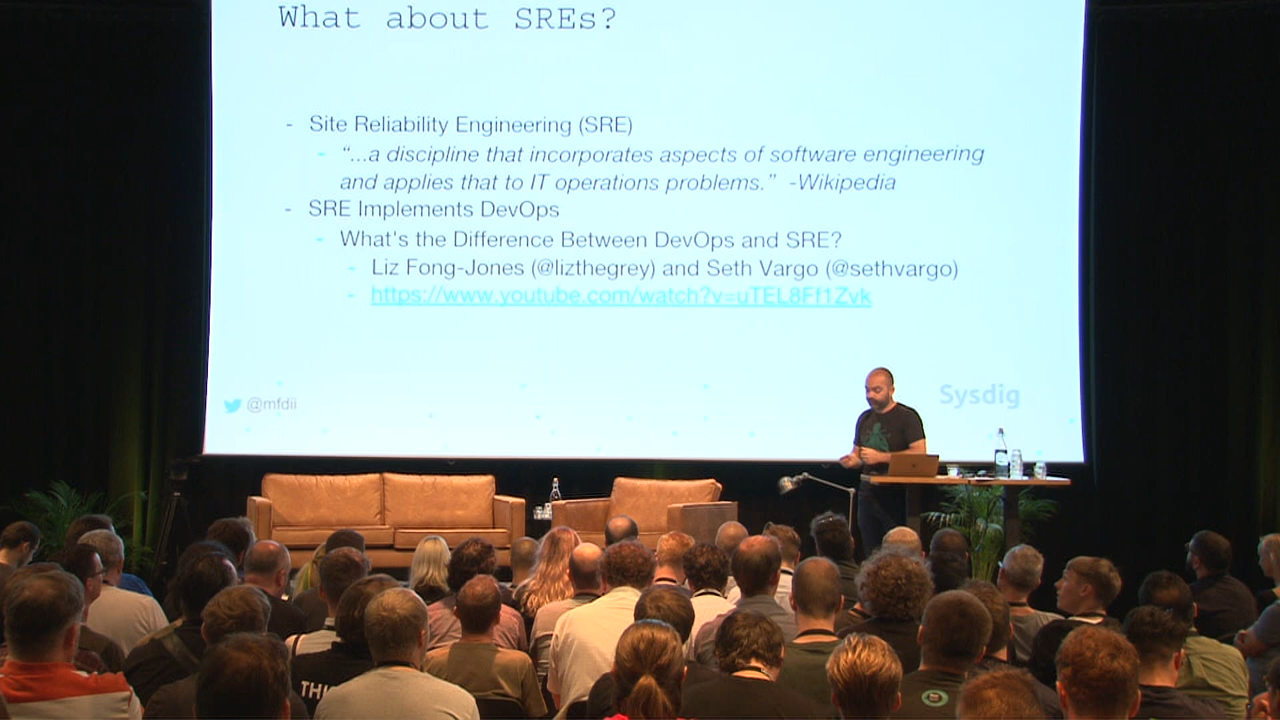 What about SREs?
- Site Reliability Engineering (SRE)
- “...a discipline that incorporates aspects of software engineering
and applies that to IT operations problems.” -Wikipedia
- SRE Implements DevOps
- What's the Difference Between DevOps and SRE?
- Liz Fong-Jones (@lizthegrey) and Seth Vargo (@sethvargo)
- https://www.youtube.com/watch?v=uTEL8Ff1Zvk
@mfdii
Sysdig